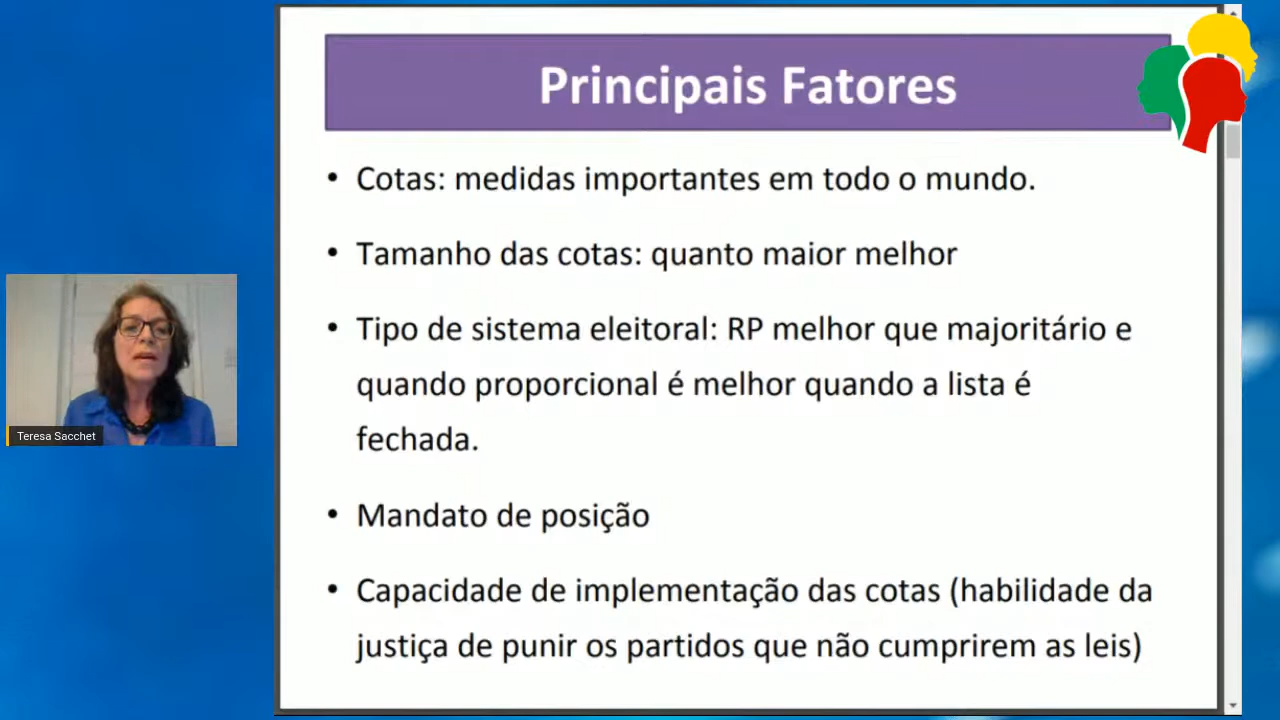 Principais Fatores
• Cotas: medidas importantes em todo o mundo.
• Tamanho das cotas: quanto maior melhor
• Tipo de sistema eleitoral: RP melhor que majoritário e
quando proporcional é melhor quando a lista é
fechada.
• Mandato de posição
• Capacidade de implementação das cotas (habilidade da
justiça de punir os partidos que não cumprirem as leis)
Teresa Sacchet